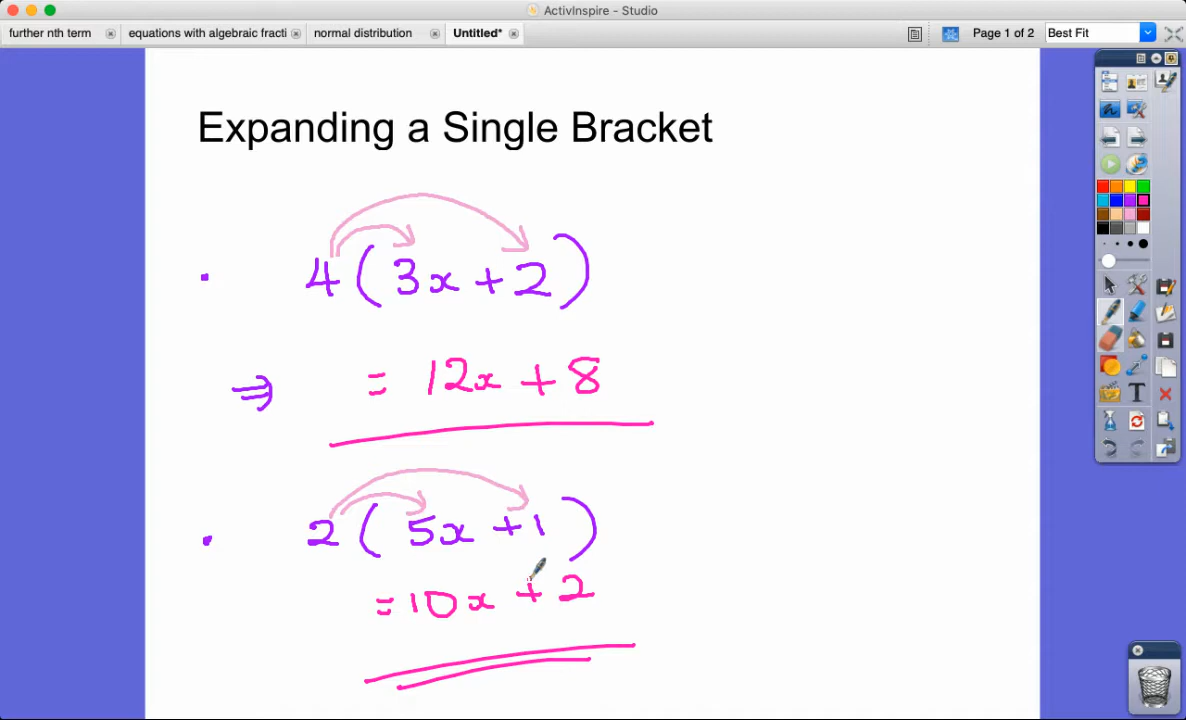 ActivInspire - Studio
further nth term
equations with algebraic fracti
normal distribution
Untitled*
Page 1 of 2
Best Fit
Expanding a Single Bracket
· 4(3x+2)
⇒ = 12x + 8
· 2(5x+1)
=10x + 2